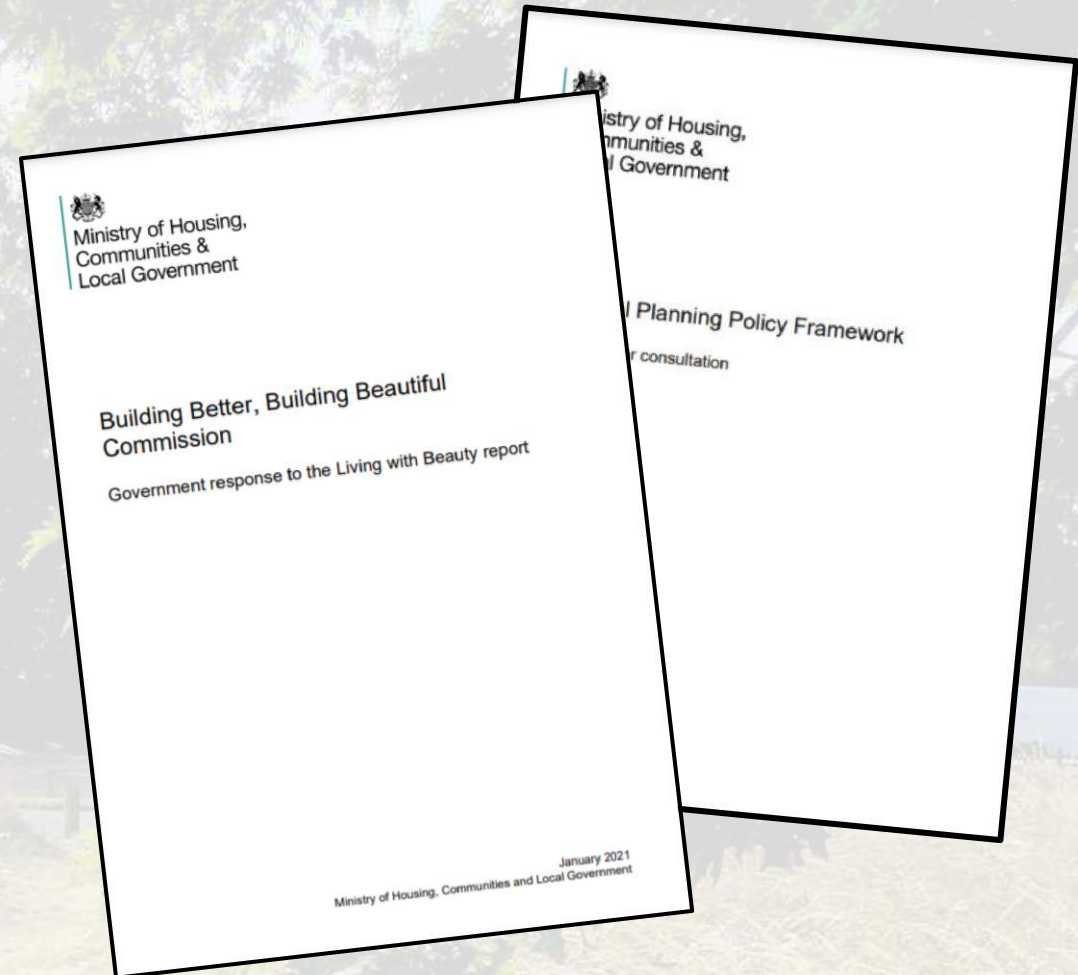 Ministry of Housing,
Communities &
Local Government
Building Better, Building Beautiful
Commission
Government response to the Living with Beauty report
January 2021
Ministry of Housing, Communities and Local Government
istry of Housing,
mmunities &
l Government
l Planning Policy Framework
r consultation